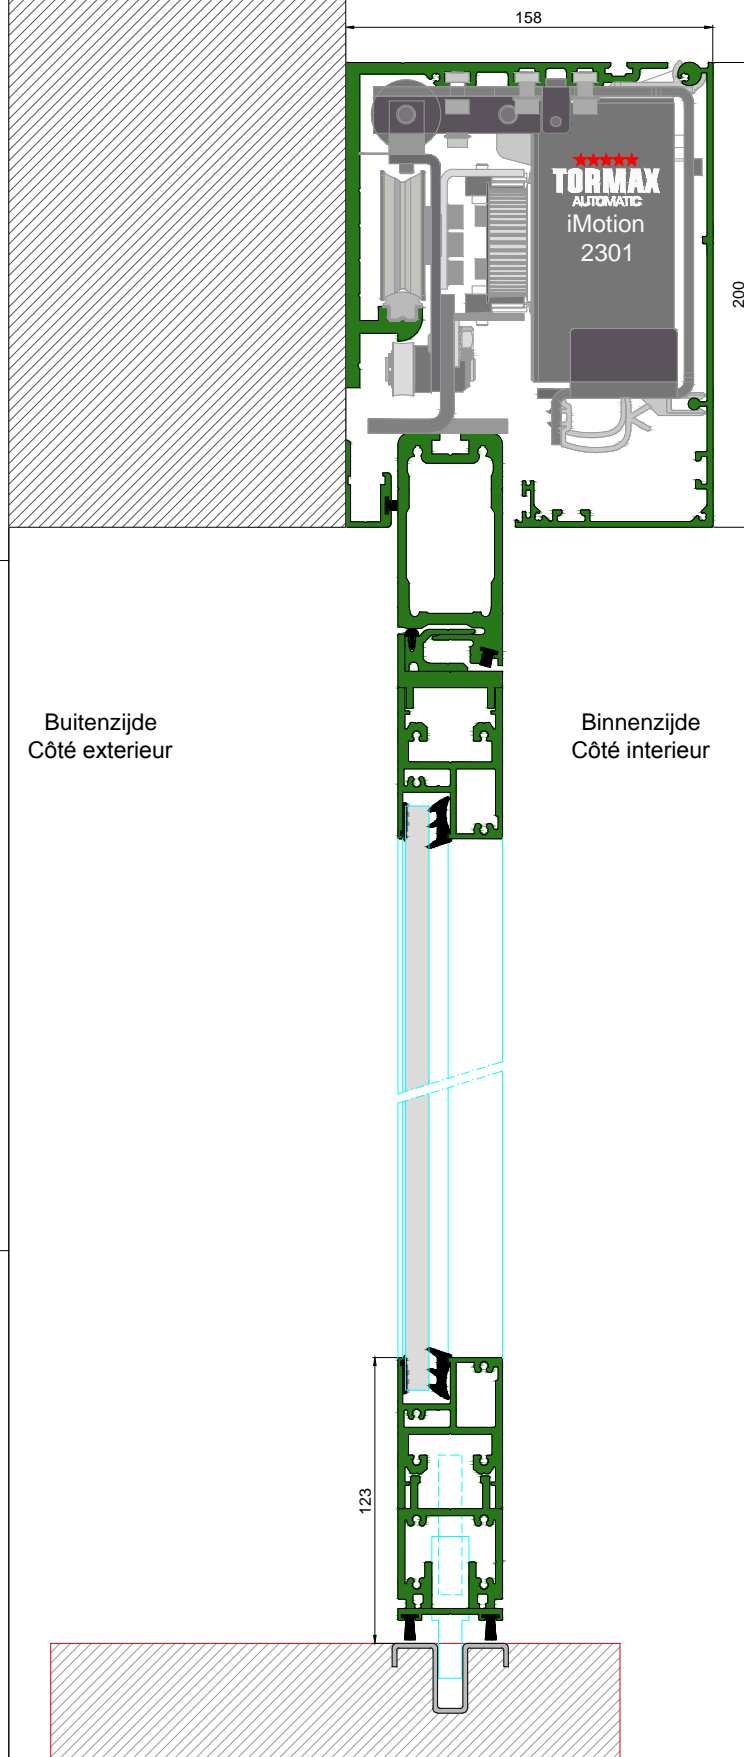 158
TORMAX
AUTOMATIC
iMotion
2301
200
Buitenzijde
Côté exterieur
Binnenzijde
Côté interieur
123